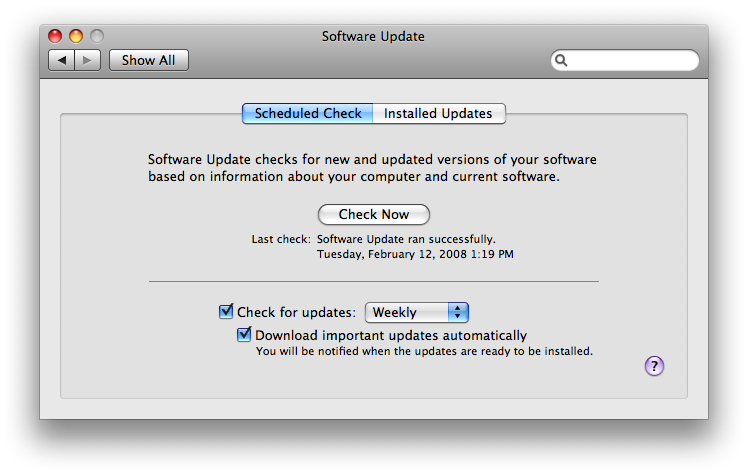 Software Update
Show All
Scheduled Check
Installed Updates
Software Update checks for new and updated versions of your software
based on information about your computer and current software.
Check Now
Last check: Software Update ran successfully.
Tuesday, February 12, 2008 1:19 PM
Check for updates: Weekly
Download important updates automatically
You will be notified when the updates are ready to be installed.
?